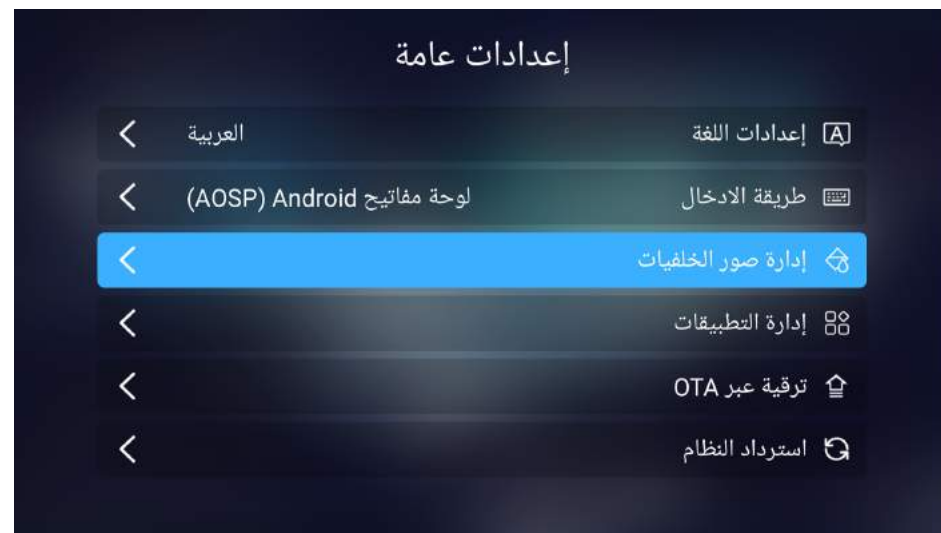 إعدادات عامة
إعدادات اللغة العربية
طريقة الادخال لوحة مفاتيح Android (AOSP)
إدارة صور الخلفيات
إدارة التطبيقات
ترقية عبر OTA
استرداد النظام